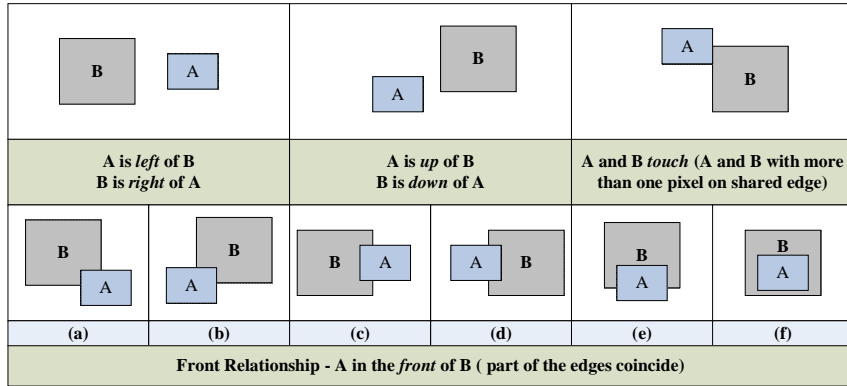 B
A
B
A
A
B
A is left of B
B is right of A
A is up of B
B is down of A
A and B touch (A and B with more
than one pixel on shared edge)
B
A
B
A
B
A
A
B
B
A
B
A
(a)
(b)
(c)
(d)
(e)
(f)
Front Relationship - A in the front of B ( part of the edges coincide)